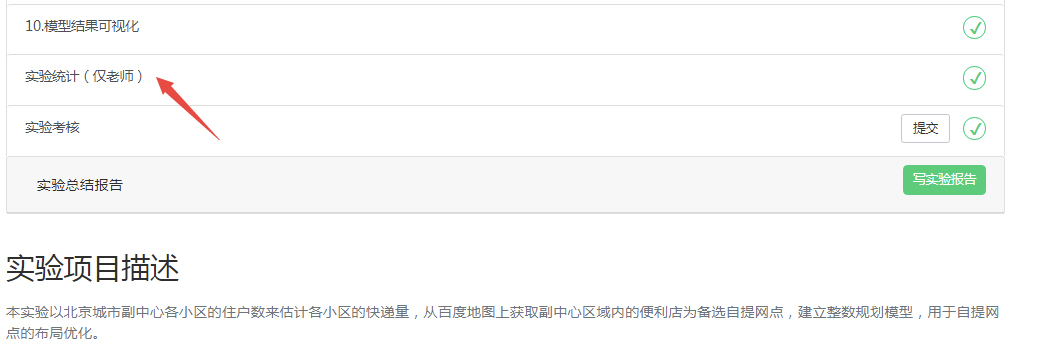 10.模型结果可视化
实验统计（仅老师）
实验考核
提交
实验总结报告
写实验报告
实验项目描述
本实验以北京城市副中心各小区的住户数来估计各小区的快递量，从百度地图上获取副中心区域内的便利店为备选自提网点，建立整数规划模型，用于自提网
点的布局优化。